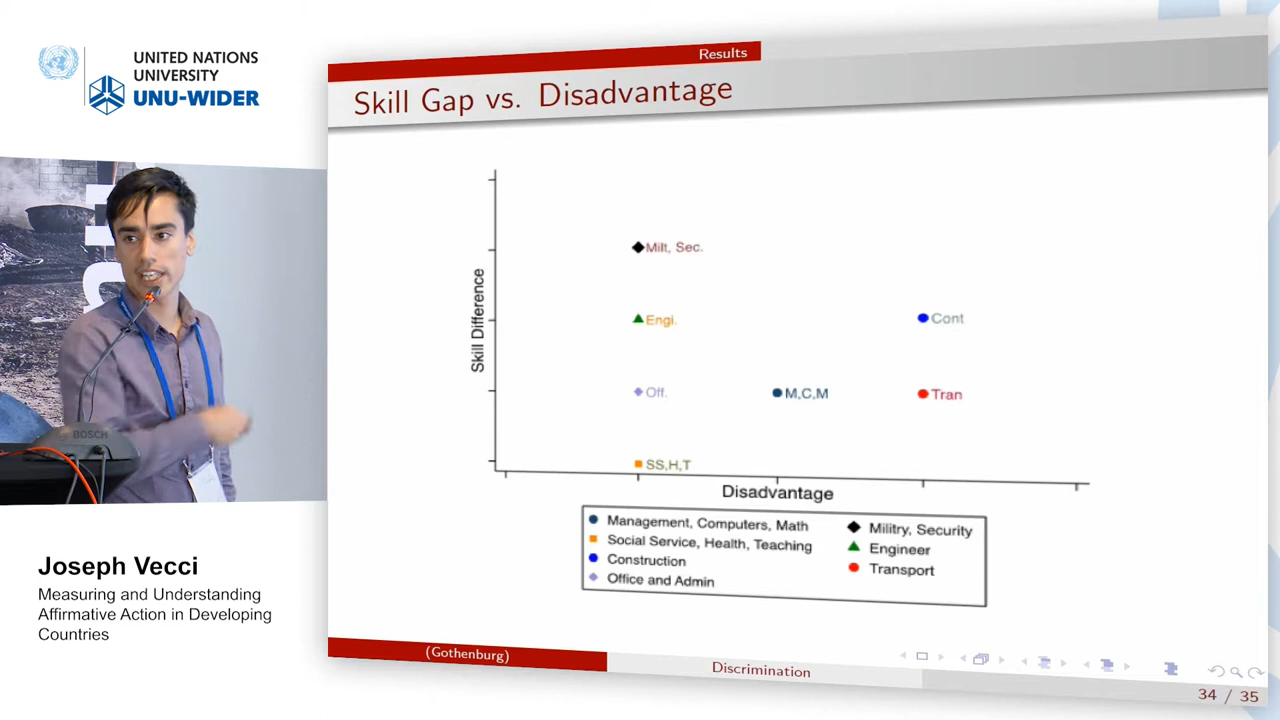 UNITED NATIONS
UNIVERSITY
UNU-WIDER
Results
Skill Gap vs. Disadvantage
Skill Difference
Milt, Sec.
Engi.
Cont
Off.
M,C,M
Tran
SS,H,T
Disadvantage
Management, Computers, Math
Social Service, Health, Teaching
Construction
Office and Admin
Militry, Security
Engineer
Transport
BOSCH
Joseph Vecci
Measuring and Understanding
Affirmative Action in Developing
Countries
(Gothenburg)
Discrimination
34 / 35